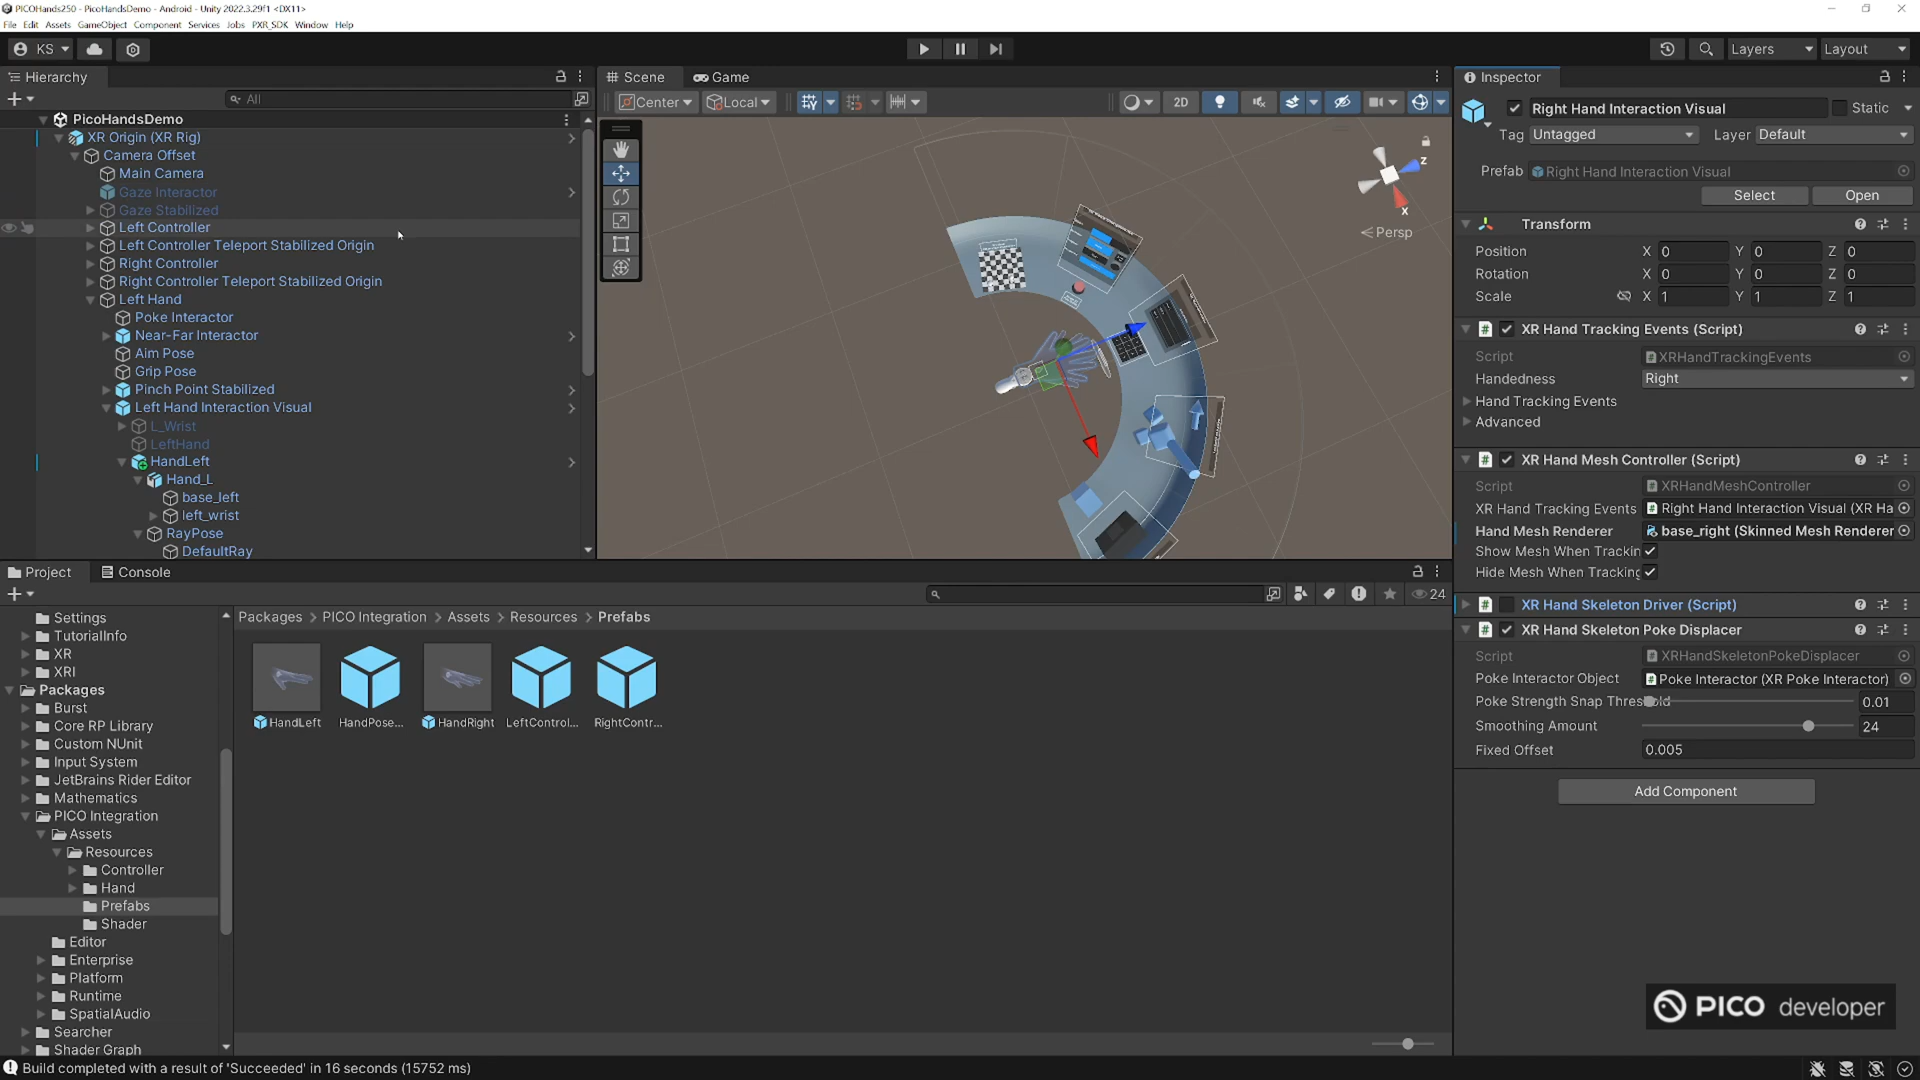 PICOHands250 - PicoHandsDemo - Android - Unity 2022.3.29f1 <DX11>
File Edit Assets GameObject Component Services Jobs PXR_SDK Window Help
KS
Layers
Layout
Hierarchy
All
PicoHandsDemo
XR Origin (XR Rig)
Camera Offset
Main Camera
Gaze Interactor
Gaze Stabilized
Left Controller
Left Controller Teleport Stabilized Origin
Right Controller
Right Controller Teleport Stabilized Origin
Left Hand
Poke Interactor
Near-Far Interactor
Aim Pose
Grip Pose
Pinch Point Stabilized
Left Hand Interaction Visual
L_Wrist
LeftHand
HandLeft
Hand_L
base_left
left_wrist
RayPose
DefaultRay
Scene
Game
Center
Local
2D
z
x
Persp
Inspector
Right Hand Interaction Visual
Static
Tag Untagged Layer Default
Prefab Right Hand Interaction Visual
Select Open
Transform
Position X 0 Y 0 Z 0
Rotation X 0 Y 0 Z 0
Scale X 1 Y 1 Z 1
XR Hand Tracking Events (Script)
Script XRHandTrackingEvents
Handedness Right
Hand Tracking Events
Advanced
XR Hand Mesh Controller (Script)
Script XRHandMeshController
XR Hand Tracking Events Right Hand Interaction Visual (XR Ha
Hand Mesh Renderer base_right (Skinned Mesh Renderer
Show Mesh When Trackin
Hide Mesh When Tracking
XR Hand Skeleton Driver (Script)
XR Hand Skeleton Poke Displacer
Script XRHandSkeletonPokeDisplacer
Poke Interactor Object Poke Interactor (XR Poke Interactor)
Poke Strength Snap Threshold 0.01
Smoothing Amount 24
Fixed Offset 0.005
Add Component
Project
Console
24
Settings
TutorialInfo
XR
XRI
Packages
Burst
Core RP Library
Custom NUnit
Input System
JetBrains Rider Editor
Mathematics
PICO Integration
Assets
Resources
Controller
Hand
Prefabs
Shader
Editor
Enterprise
Platform
Runtime
SpatialAudio
Searcher
Shader Graph
Packages > PICO Integration > Assets > Resources > Prefabs
HandLeft
HandPose...
HandRight
LeftControl...
RightContr...
PICO developer
Build completed with a result of 'Succeeded' in 16 seconds (15752 ms)